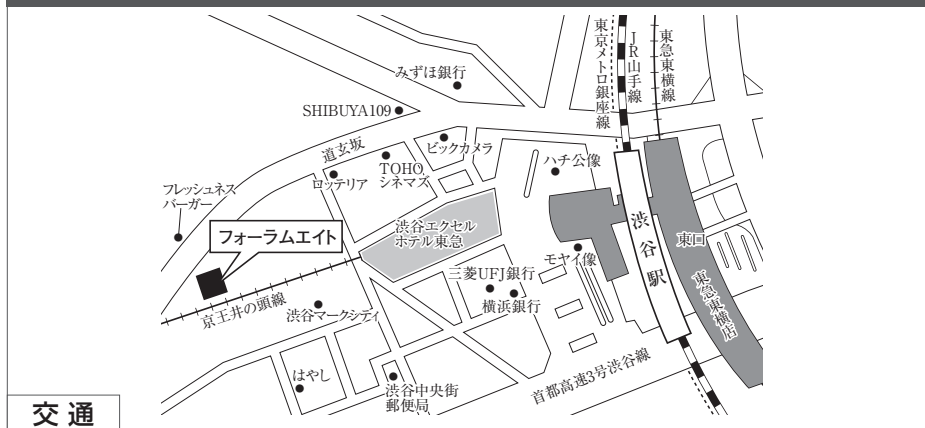 東京メトロ銀座線
JR山手線
東急東横線
みずほ銀行
SHIBUYA109
道玄坂
ビックカメラ
TOHO
シネマズ
ロッテリア
ハチ公像
フレッシュネス
バーガー
フォーラムエイト
渋谷エクセル
ホテル東急
渋谷駅
東口
モヤイ像
三菱UFJ銀行
横浜銀行
東急東横店
京王井の頭線
渋谷マークシティ
はやし
渋谷中央街
郵便局
首都高速3号渋谷線
交通